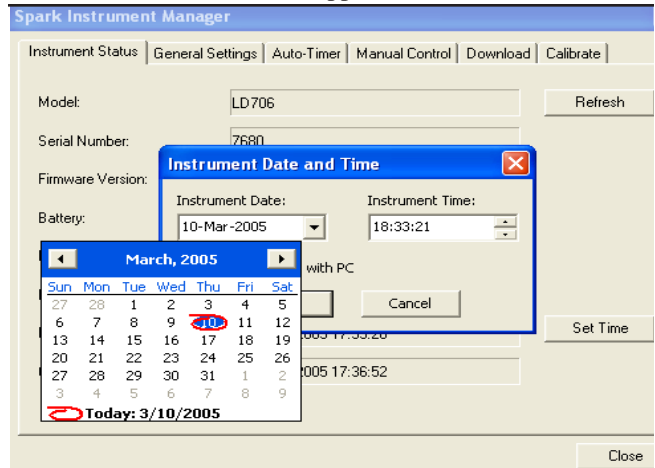 Spark Instrument Manager
Instrument Status General Settings Auto-Timer Manual Control Download Calibrate
Model: LD706 Refresh
Serial Number: 7680
Instrument Date and Time
Firmware Version:
Instrument Date: Instrument Time:
Battery: 10-Mar-2005 18:33:21
March, 2005 with PC
Sun Mon Tue Wed Thu Fri Sat
27 28 1 2 3 4 5
Cancel
6 7 8 9 10 11 12
Set Time
13 14 15 16 17 18 19
20 21 22 23 24 25 26
27 28 29 30 31 1 2
2005 17:36:52
3 4 5 6 7 8 9
Today: 3/10/2005
Close